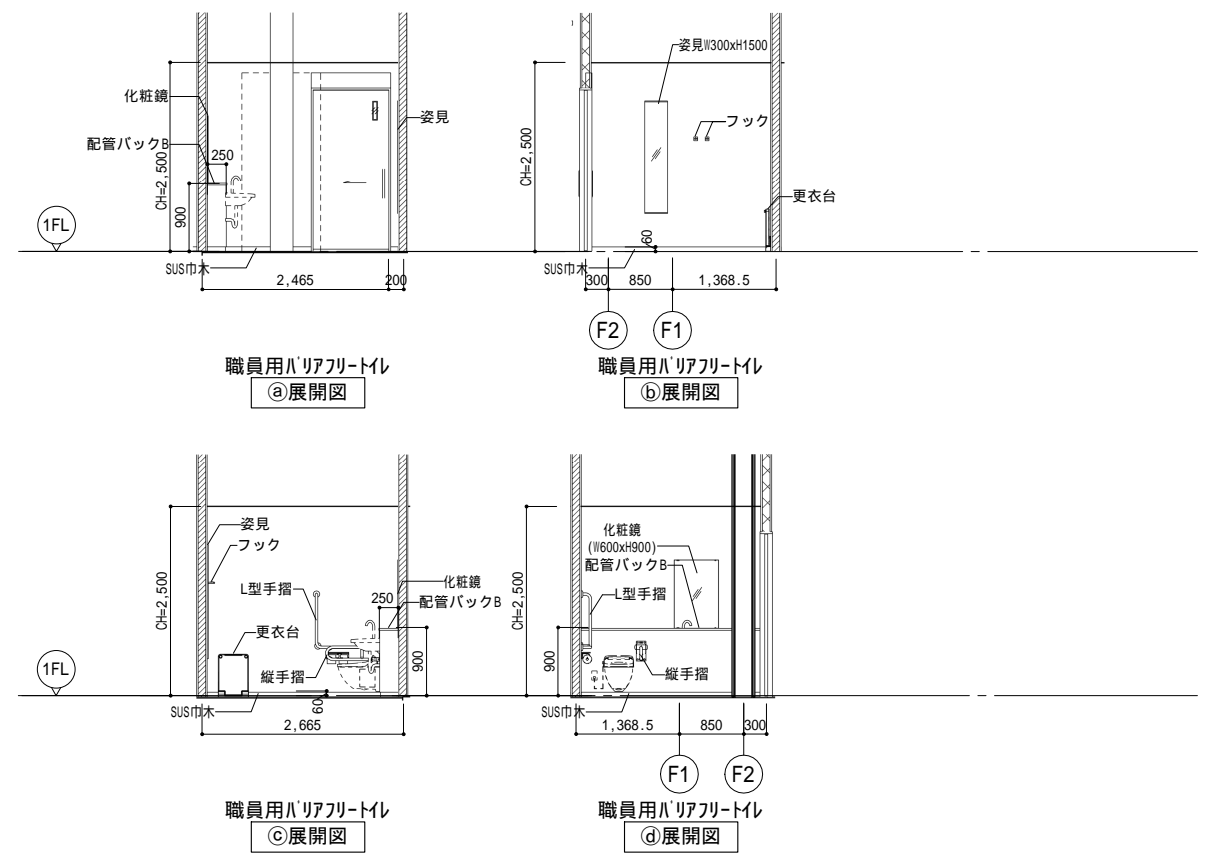 化粧鏡
配管パックB
250
CH=2,500
900
姿見
1FL
SUS巾木
2,465
200
職員用バリアフリートイレ
ⓐ展開図
姿見W300xH1500
フック
CH=2,500
更衣台
60
SUS巾木
300
850
1,368.5
F2
F1
職員用バリアフリートイレ
ⓑ展開図
姿見
フック
L型手摺
250
化粧鏡
配管パックB
CH=2,500
更衣台
縦手摺
900
1FL
SUS巾木
60
2,665
職員用バリアフリートイレ
ⓒ展開図
化粧鏡
(W600xH900)
配管パックB
L型手摺
CH=2,500
900
縦手摺
SUS巾木
1,368.5
850
300
F1
F2
職員用バリアフリートイレ
ⓓ展開図